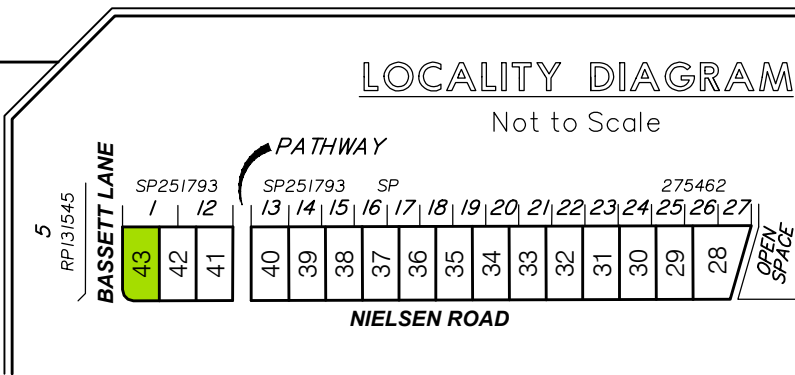 LOCALITY DIAGRAM
Not to Scale
PATHWAY
SP251793 SP251793 SP 275462
1 12 13 14 15 16 17 18 19 20 21 22 23 24 25 26 27
5
RP131545
BASSETT LANE
43 42 41 40 39 38 37 36 35 34 33 32 31 30 29 28
OPEN
SPACE
NIELSEN ROAD